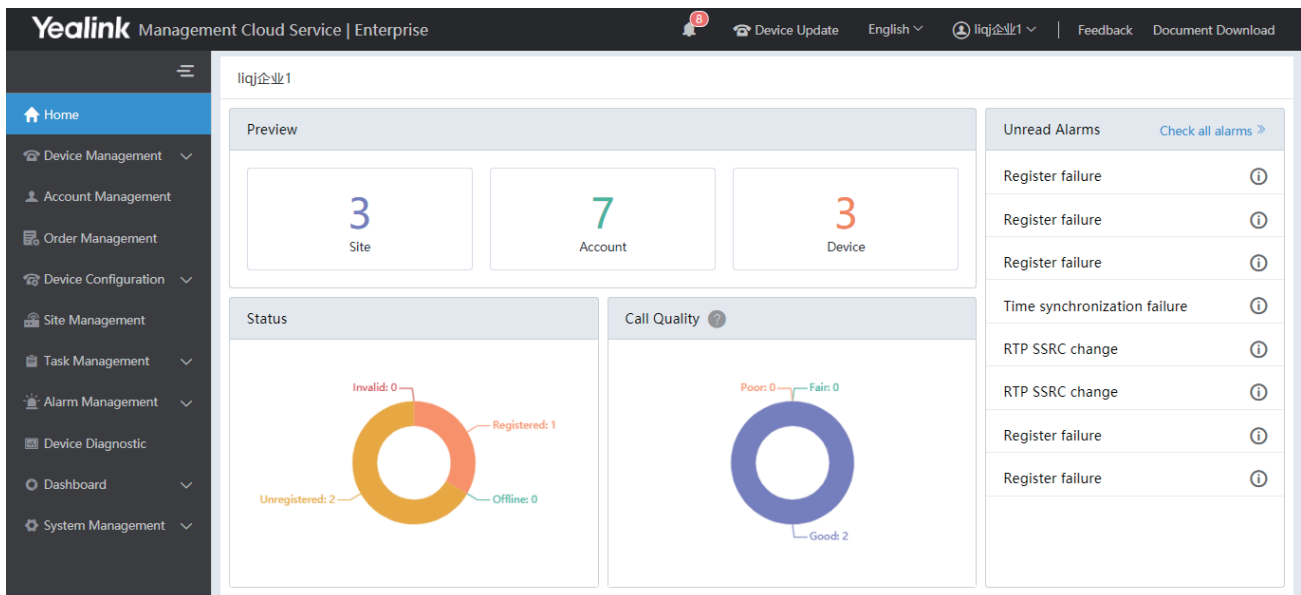 Yealink Management Cloud Service | Enterprise
8
Device Update
English
liqj企业1
Feedback
Document Download
Home
Device Management
Account Management
Order Management
Device Configuration
Site Management
Task Management
Alarm Management
Device Diagnostic
Dashboard
System Management
liqj企业1
Preview
3
Site
7
Account
3
Device
Status
Invalid: 0
Registered: 1
Unregistered: 2
Offline: 0
Call Quality ?
Poor: 0
Fair: 0
Good: 2
Unread Alarms
Check all alarms »
Register failure
Register failure
Register failure
Time synchronization failure
RTP SSRC change
RTP SSRC change
Register failure
Register failure